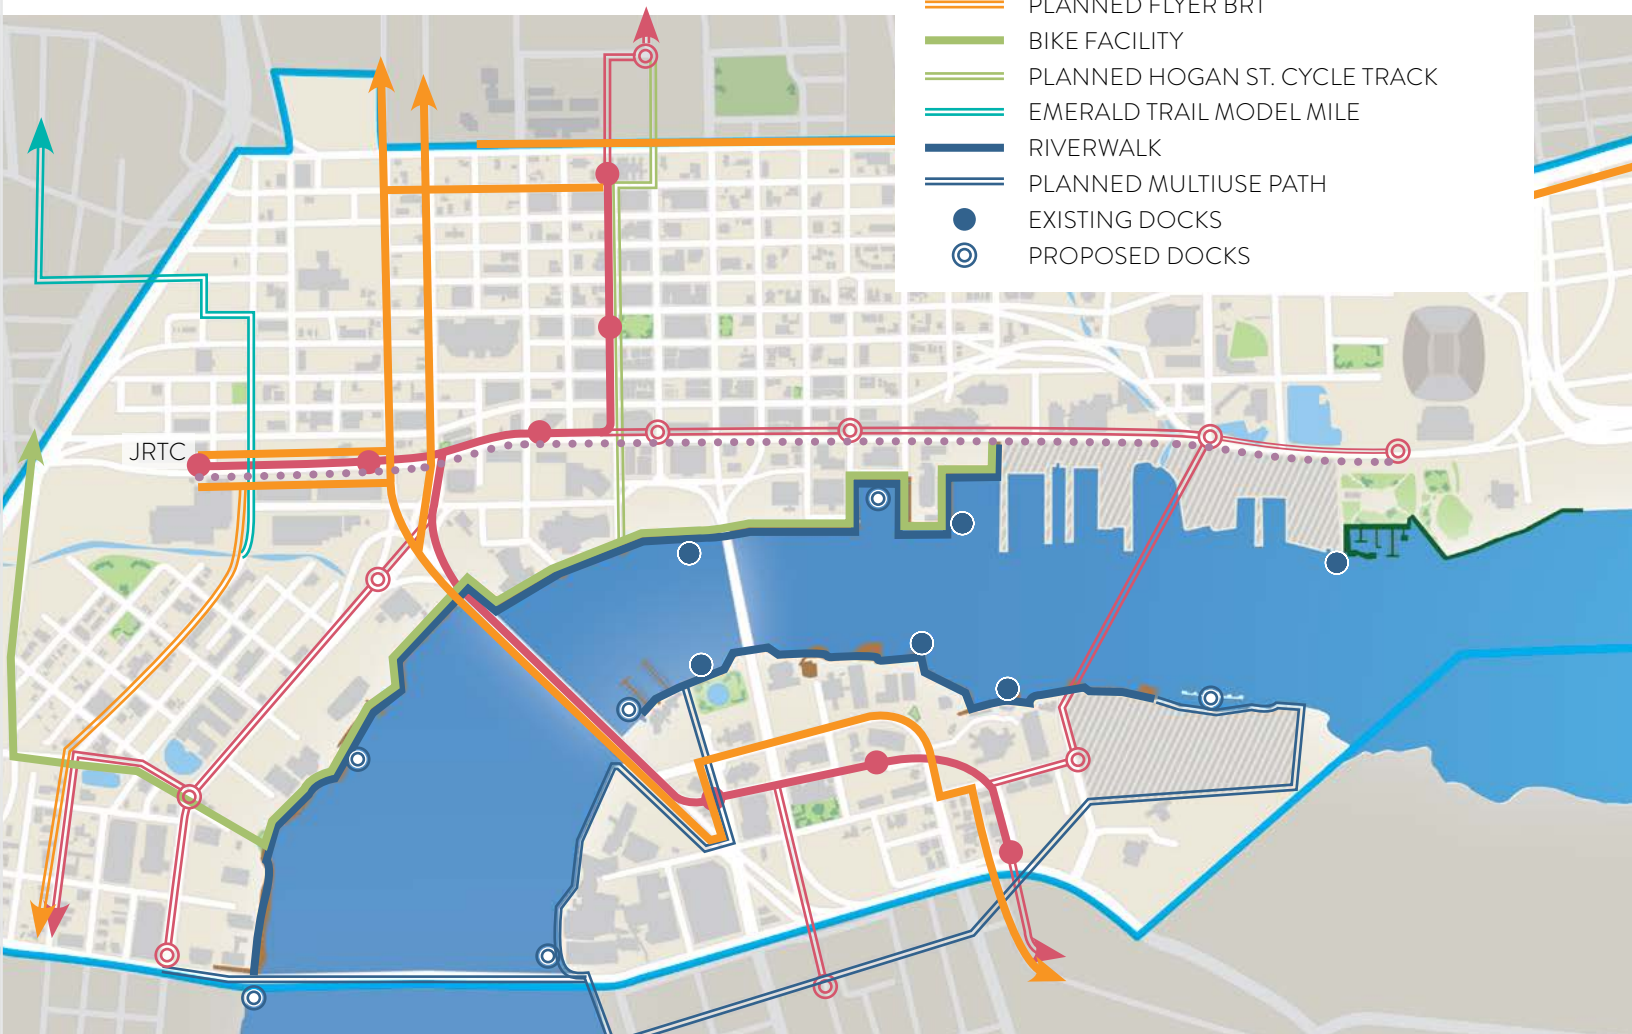 PLANNED FLYER BRT
BIKE FACILITY
PLANNED HOGAN ST. CYCLE TRACK
EMERALD TRAIL MODEL MILE
RIVERWALK
PLANNED MULTIUSE PATH
EXISTING DOCKS
PROPOSED DOCKS
JRTC